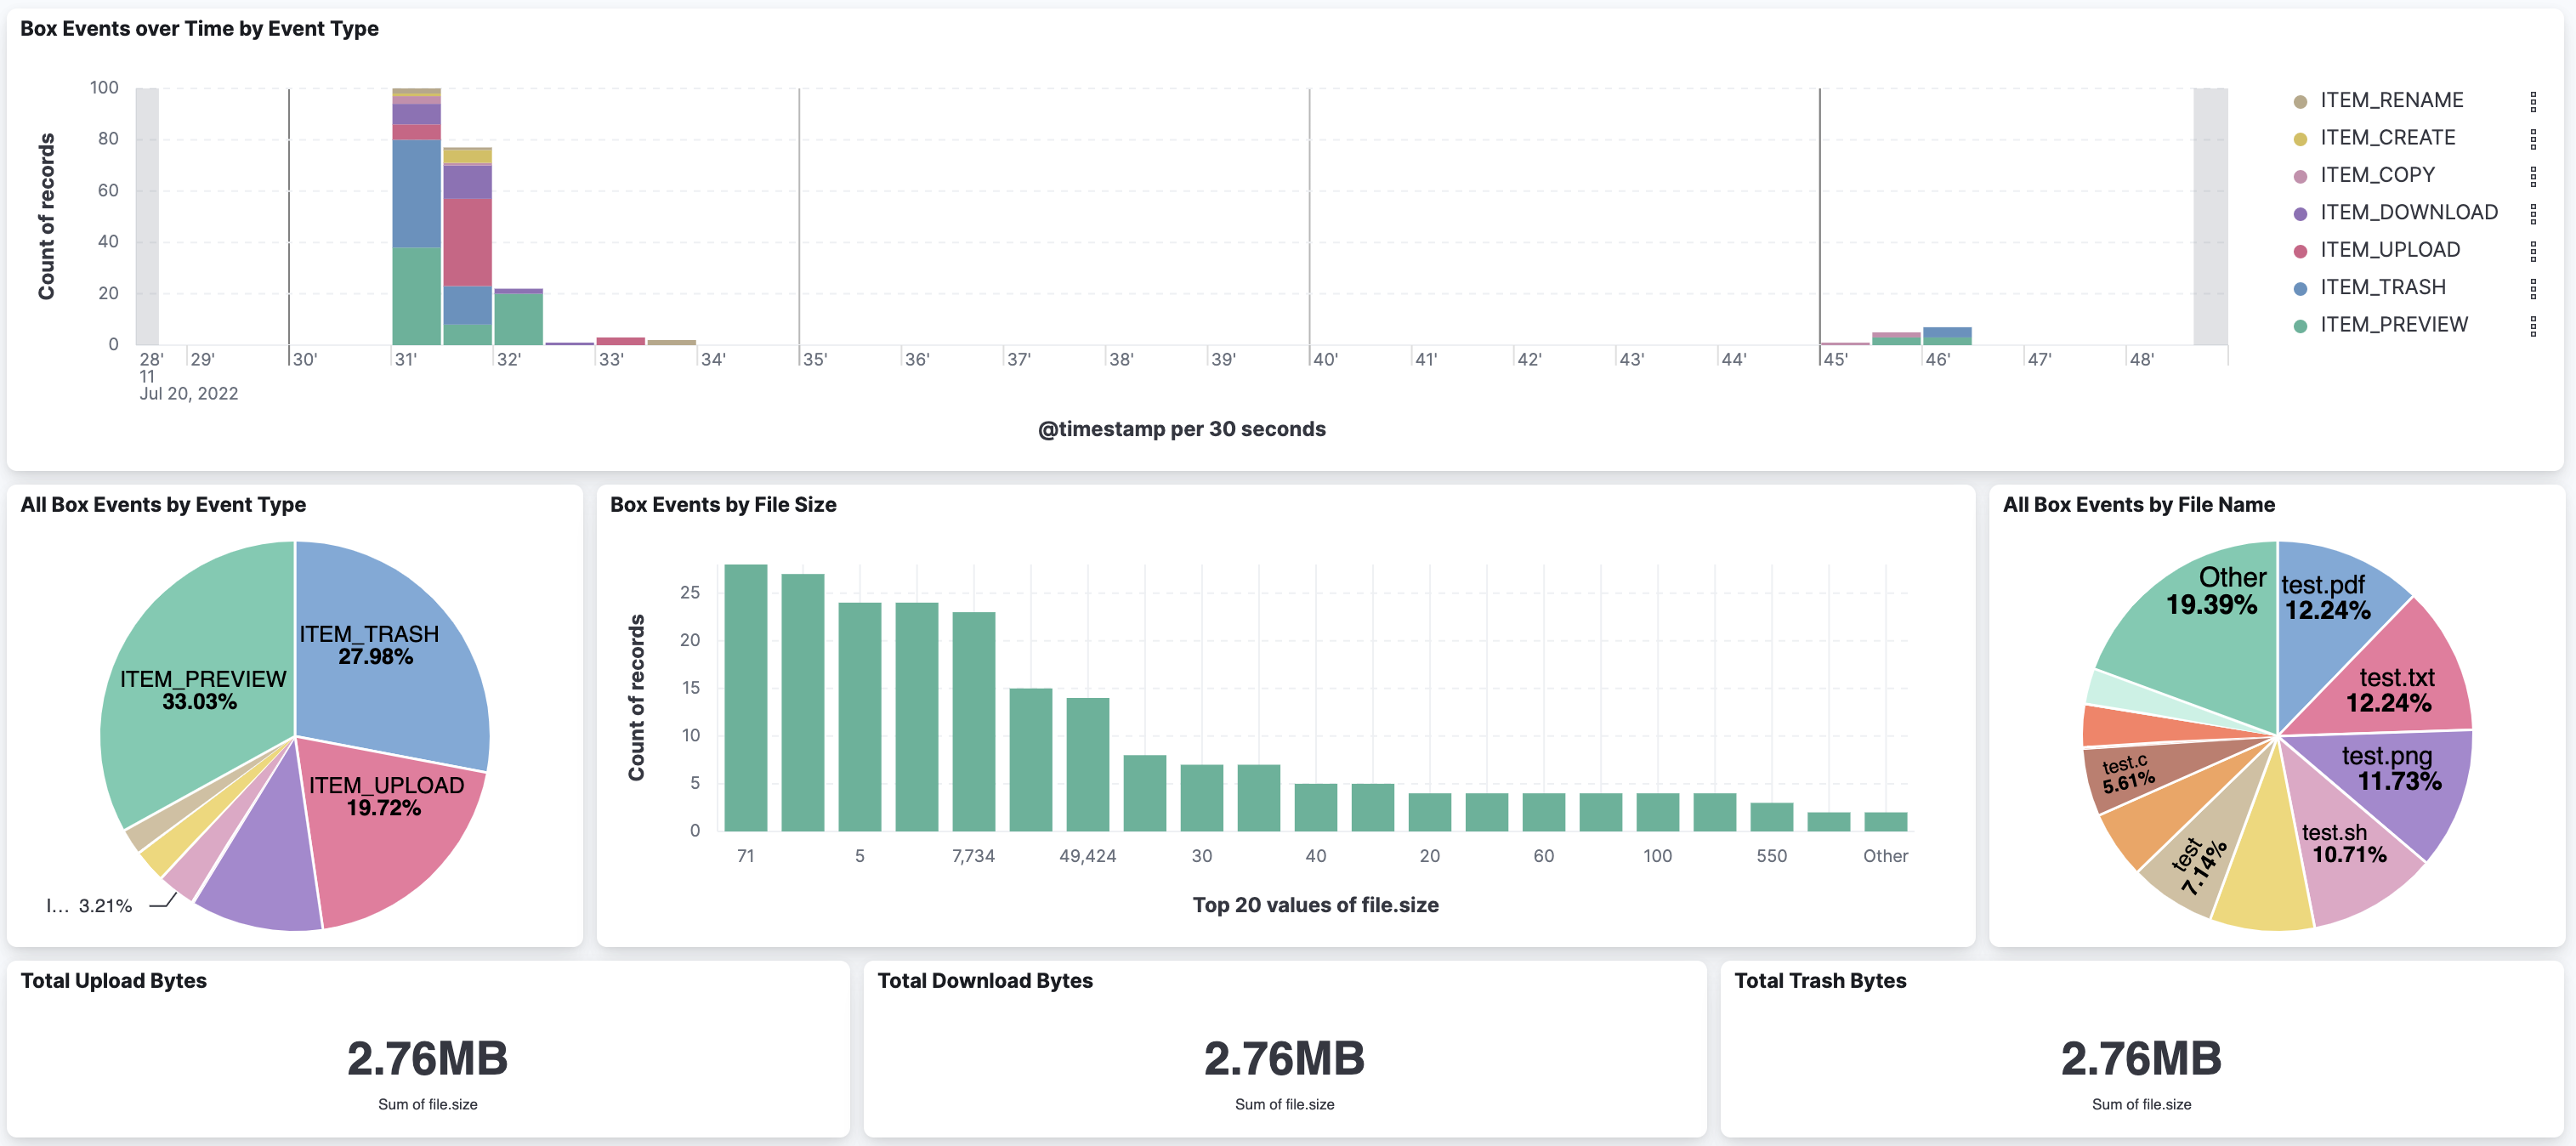 Box Events over Time by Event Type
Count of records
100
80
60
40
20
0
28' 29' 30' 31' 32' 33' 34' 35' 36' 37' 38' 39' 40' 41' 42' 43' 44' 45' 46' 47' 48'
11
Jul 20, 2022
@timestamp per 30 seconds
ITEM_RENAME
ITEM_CREATE
ITEM_COPY
ITEM_DOWNLOAD
ITEM_UPLOAD
ITEM_TRASH
ITEM_PREVIEW
All Box Events by Event Type
ITEM_TRASH
27.98%
ITEM_PREVIEW
33.03%
ITEM_UPLOAD
19.72%
I... 3.21%
Box Events by File Size
Count of records
25
20
15
10
5
0
71 5 7,734 49,424 30 40 20 60 100 550 Other
Top 20 values of file.size
All Box Events by File Name
Other
19.39%
test.pdf
12.24%
test.txt
12.24%
test.png
11.73%
test.sh
10.71%
test
7.14%
test.c
5.61%
Total Upload Bytes
2.76MB
Sum of file.size
Total Download Bytes
2.76MB
Sum of file.size
Total Trash Bytes
2.76MB
Sum of file.size